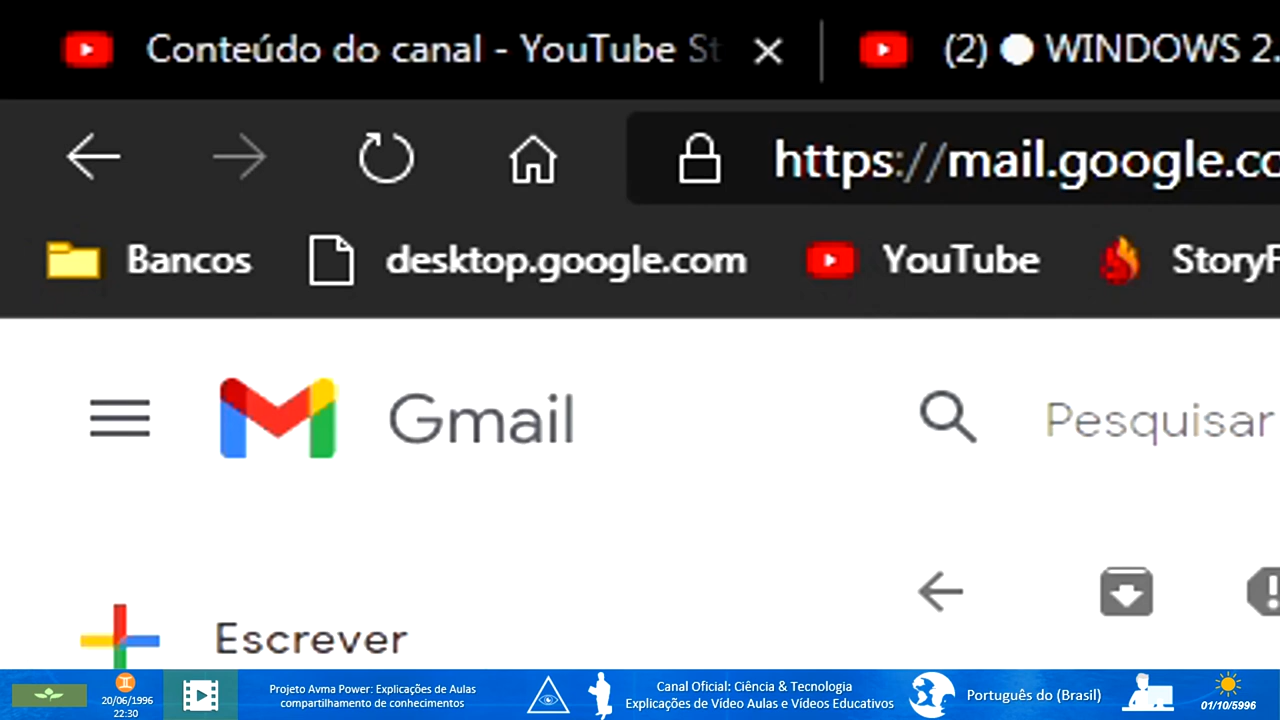 Conteúdo do canal - YouTube St
(2) WINDOWS 2.
https://mail.google.co
Bancos
desktop.google.com
YouTube
StoryF
Gmail
Pesquisar
Escrever
20/06/1996
22:30
Projeto Avma Power: Explicações de Aulas
compartilhamento de conhecimentos
Canal Oficial: Ciência & Tecnologia
Explicações de Vídeo Aulas e Vídeos Educativos
Português do (Brasil)
01/10/5996